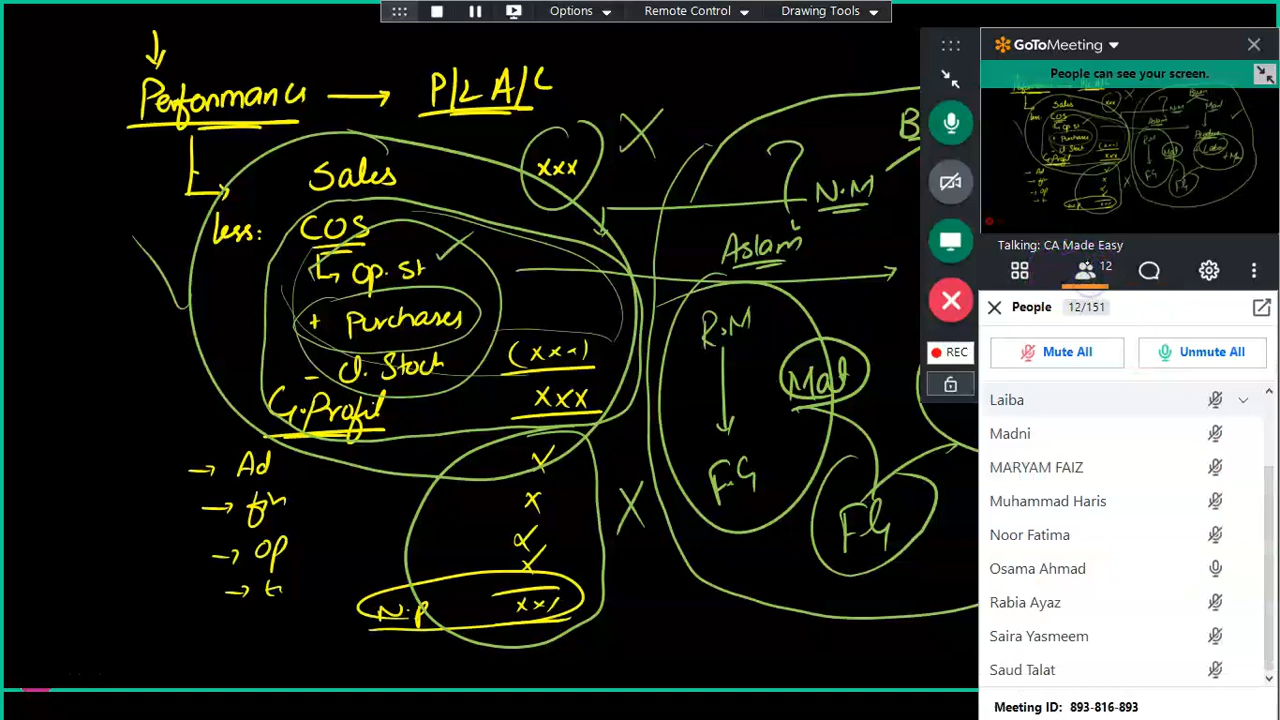 Options
Remote Control
Drawing Tools
Performance → P/L A/C
Sales xxx
less: COS
Op. St
+ Purchases
- Cl. Stock (xxx)
G. Profit xxx
→ Ad
→ fin
→ Op
→ t
N.P xxx
B
N.M
Aslam
R.M
Mat
F.G
FG
GoToMeeting
People can see your screen.
Talking: CA Made Easy
12
People 12/151
Mute All
Unmute All
REC
Laiba
Madni
MARYAM FAIZ
Muhammad Haris
Noor Fatima
Osama Ahmad
Rabia Ayaz
Saira Yasmeem
Saud Talat
Meeting ID: 893-816-893